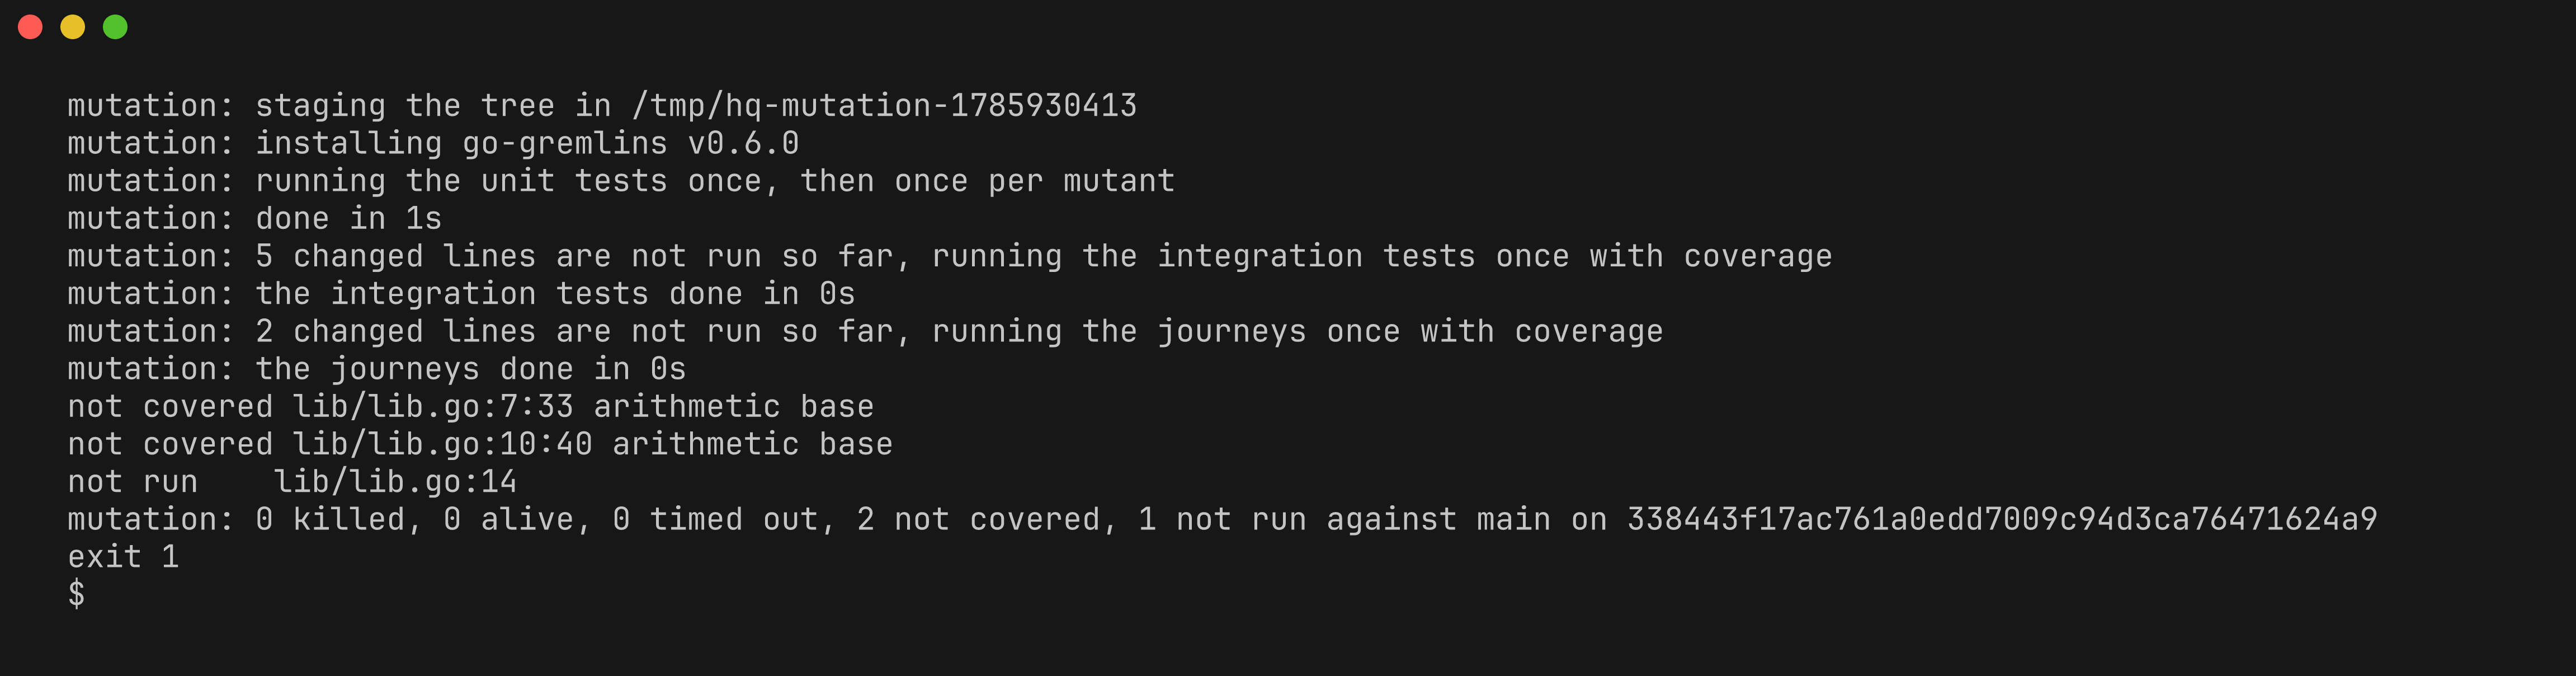 mutation: staging the tree in /tmp/hq-mutation-1785930413
mutation: installing go-gremlins v0.6.0
mutation: running the unit tests once, then once per mutant
mutation: done in 1s
mutation: 5 changed lines are not run so far, running the integration tests once with coverage
mutation: the integration tests done in 0s
mutation: 2 changed lines are not run so far, running the journeys once with coverage
mutation: the journeys done in 0s
not covered lib/lib.go:7:33 arithmetic base
not covered lib/lib.go:10:40 arithmetic base
not run    lib/lib.go:14
mutation: 0 killed, 0 alive, 0 timed out, 2 not covered, 1 not run against main on 338443f17ac761a0edd7009c94d3ca76471624a9
exit 1
$